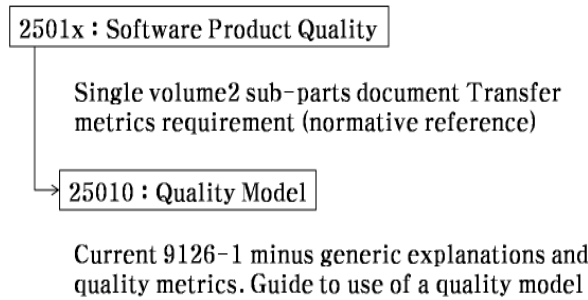 2501x : Software Product Quality
Single volume2 sub-parts document Transfer
metrics requirement (normative reference)
25010 : Quality Model
Current 9126-1 minus generic explanations and
quality metrics. Guide to use of a quality model